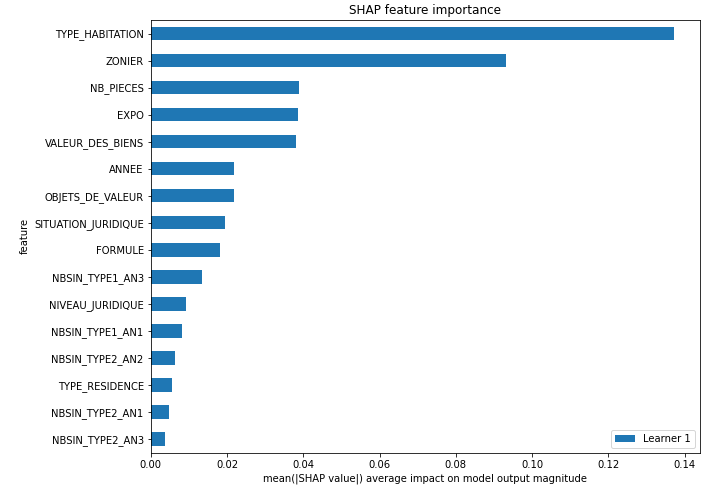 SHAP feature importance
TYPE_HABITATION
ZONIER
NB_PIECES
EXPO
VALEUR_DES_BIENS
ANNEE
OBJETS_DE_VALEUR
SITUATION_JURIDIQUE
FORMULE
NBSIN_TYPE1_AN3
NIVEAU_JURIDIQUE
NBSIN_TYPE1_AN1
NBSIN_TYPE2_AN2
TYPE_RESIDENCE
NBSIN_TYPE2_AN1
NBSIN_TYPE2_AN3
feature
Learner 1
0.00 0.02 0.04 0.06 0.08 0.10 0.12 0.14
mean(|SHAP value|) average impact on model output magnitude